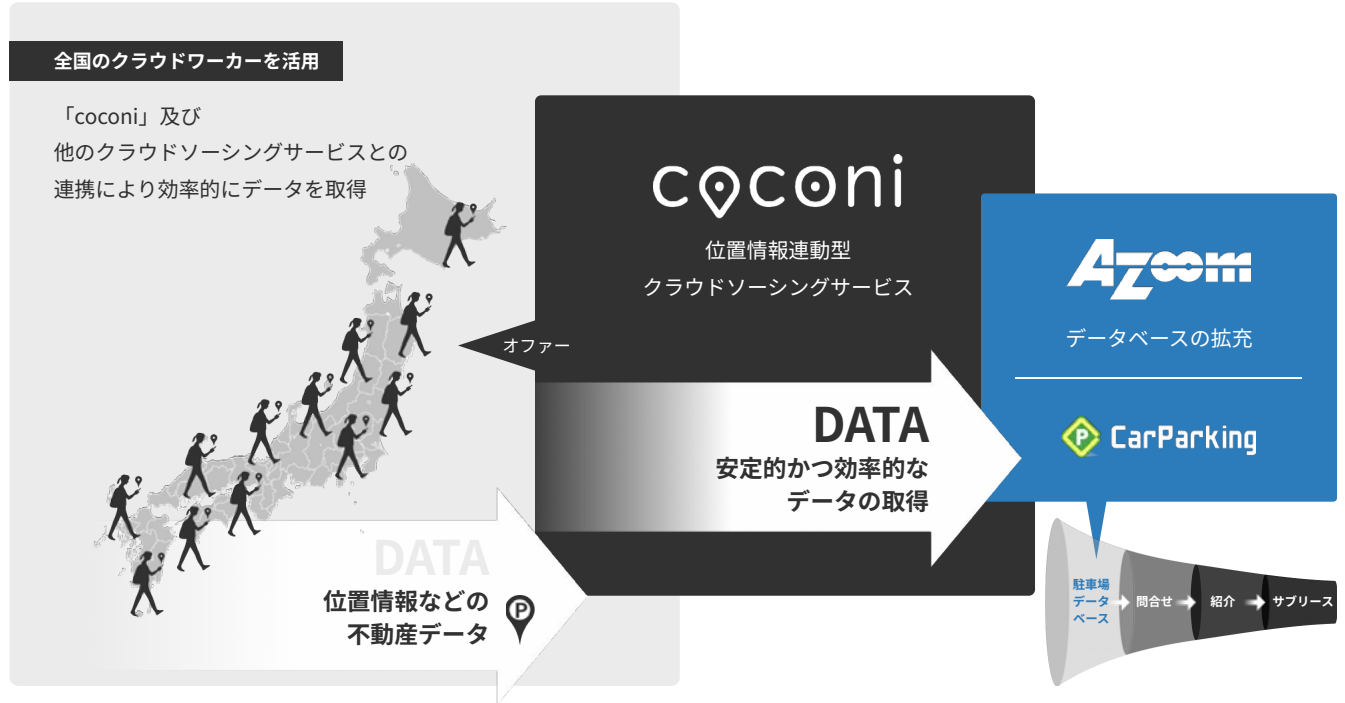 全国のクラウドワーカーを活用
「coconi」及び
他のクラウドソーシングサービスとの
連携により効率的にデータを取得
DATA
位置情報などの
不動産データ
P
coconi
位置情報連動型
クラウドソーシングサービス
オファー
DATA
安定的かつ効率的な
データの取得
Azoom
データベースの拡充
P CarParking
駐車場
データ
ベース
問合せ
紹介
サブリース